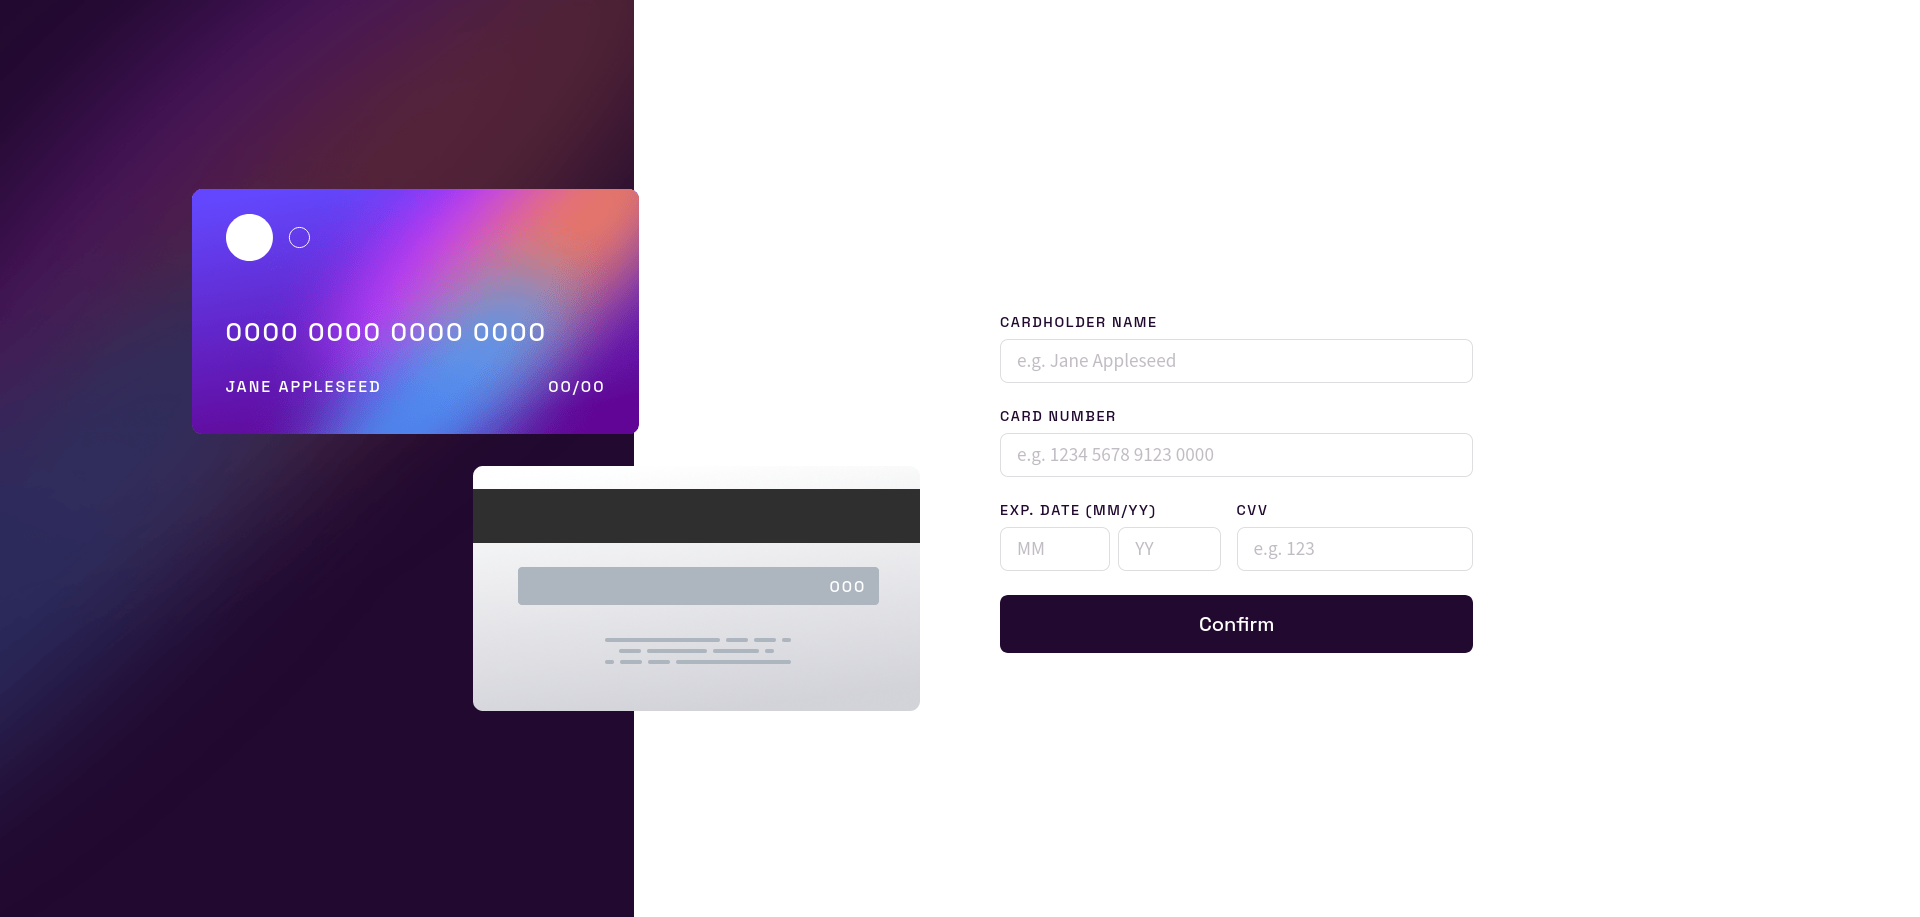 0000 0000 0000 0000
JANE APPLESEED 00/00
000
CARDHOLDER NAME
e.g. Jane Appleseed
CARD NUMBER
e.g. 1234 5678 9123 0000
EXP. DATE (MM/YY) CVV
MM YY e.g. 123
Confirm